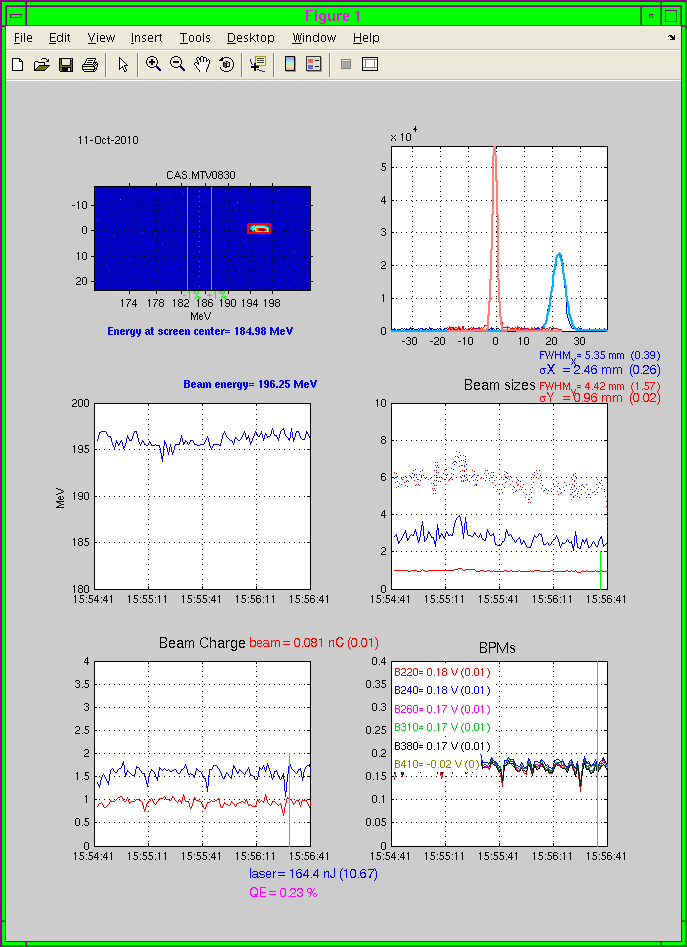 Figure 1
File Edit View Insert Tools Desktop Window Help
11-Oct-2010
CAS.MTV0830
-10
0
10
20
174 178 182 186 190 194 198
MeV
Energy at screen center= 184.98 MeV
x 10^4
5
4
3
2
1
0
-30 -20 -10 0 10 20 30
FWHM_X= 5.35 mm (0.39)
σX = 2.46 mm (0.26)
FWHM_Y= 4.42 mm (1.57)
σY = 0.96 mm (0.02)
Beam energy= 196.25 MeV
200
195
190
185
180
MeV
15:54:41 15:55:11 15:55:41 15:56:11 15:56:41
Beam sizes
10
8
6
4
2
0
15:54:41 15:55:11 15:55:41 15:56:11 15:56:41
Beam Charge beam= 0.081 nC (0.01)
4
3.5
3
2.5
2
1.5
1
0.5
0
15:54:41 15:55:11 15:55:41 15:56:11 15:56:41
laser= 164.4 nJ (10.67)
QE= 0.23 %
BPMs
0.4
0.35
0.3
0.25
0.2
0.15
0.1
0.05
0
B220= 0.18 V (0.01)
B240= 0.18 V (0.01)
B260= 0.17 V (0.01)
B310= 0.17 V (0.01)
B380= 0.17 V (0.01)
B410= -0.02 V (0)
15:54:41 15:55:11 15:55:41 15:56:11 15:56:41